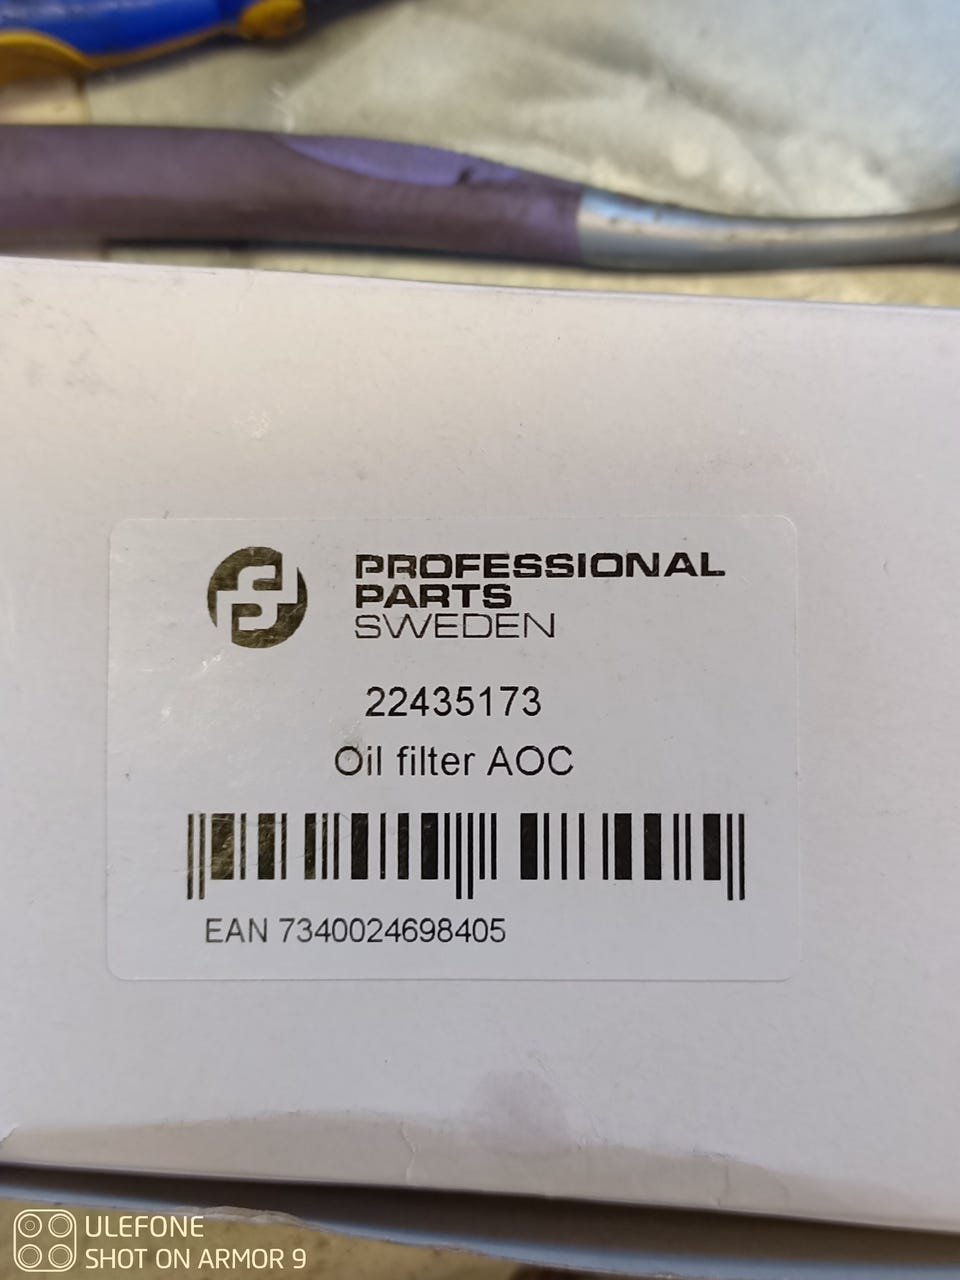 PROFESSIONAL
PARTS
SWEDEN
22435173
Oil filter AOC
EAN 7340024698405
ULEFONE
SHOT ON ARMOR 9